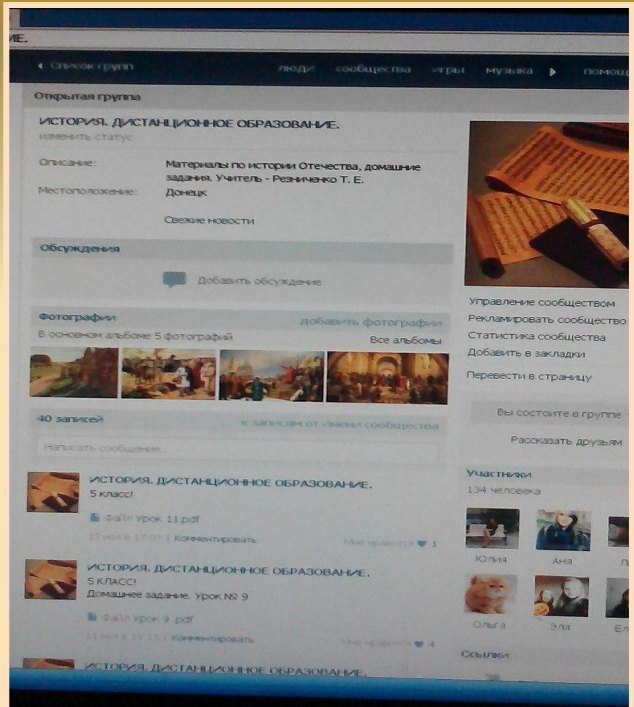 ИЕ.
Список групп
люди сообщества игры музыка помощ
Открытая группа
ИСТОРИЯ. ДИСТАНЦИОННОЕ ОБРАЗОВАНИЕ.
изменить статус
Описание: Материалы по истории Отечества, домашние
задания. Учитель - Резниченко Т. Е.
Местоположение: Донецк
Свежие новости
Обсуждения
Добавить обсуждение
Фотографии добавить фотографии
В основном альбоме 5 фотографий Все альбомы
40 записей к записям от имени сообщества
Написать сообщение...
ИСТОРИЯ. ДИСТАНЦИОННОЕ ОБРАЗОВАНИЕ.
5 класс!
Файл Урок 11.pdf
Комментировать Мне нравится 1
ИСТОРИЯ. ДИСТАНЦИОННОЕ ОБРАЗОВАНИЕ.
5 КЛАСС!
Домашнее задание. Урок № 9
Файл Урок 9 .pdf
Комментировать Мне нравится 4
ИСТОРИЯ. ДИСТАНЦИОННОЕ ОБРАЗОВАНИЕ.
Управление сообществом
Рекламировать сообщество
Статистика сообщества
Добавить в закладки
Перевести в страницу
Вы состоите в группе
Рассказать друзьям
Участники
134 человека
Юлия Аня
Ольга Эля Ел
Ссылки